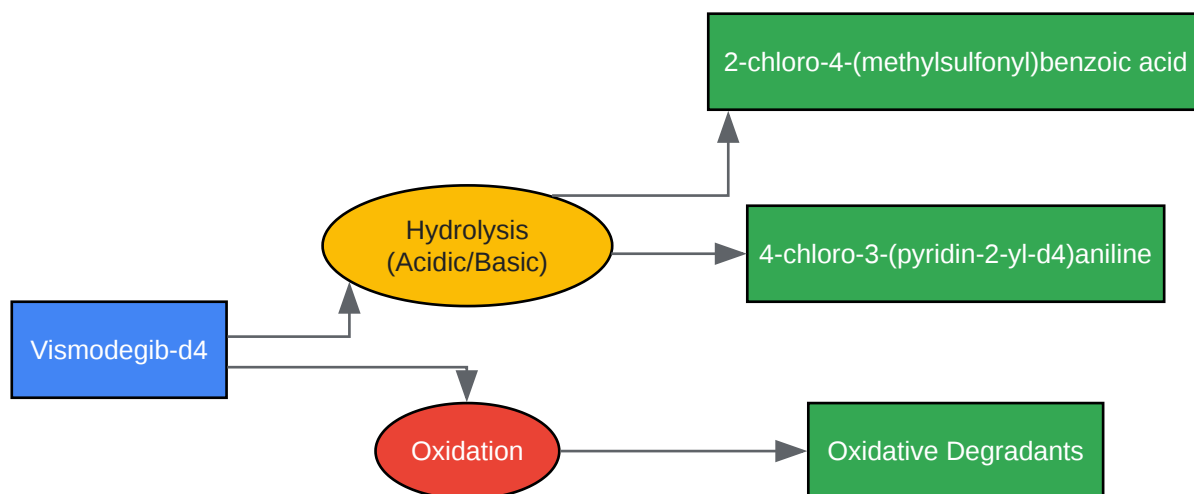 2-chloro-4-(methylsulfonyl)benzoic acid
Hydrolysis
(Acidic/Basic)
4-chloro-3-(pyridin-2-yl-d4)aniline
Vismodegib-d4
Oxidation
Oxidative Degradants